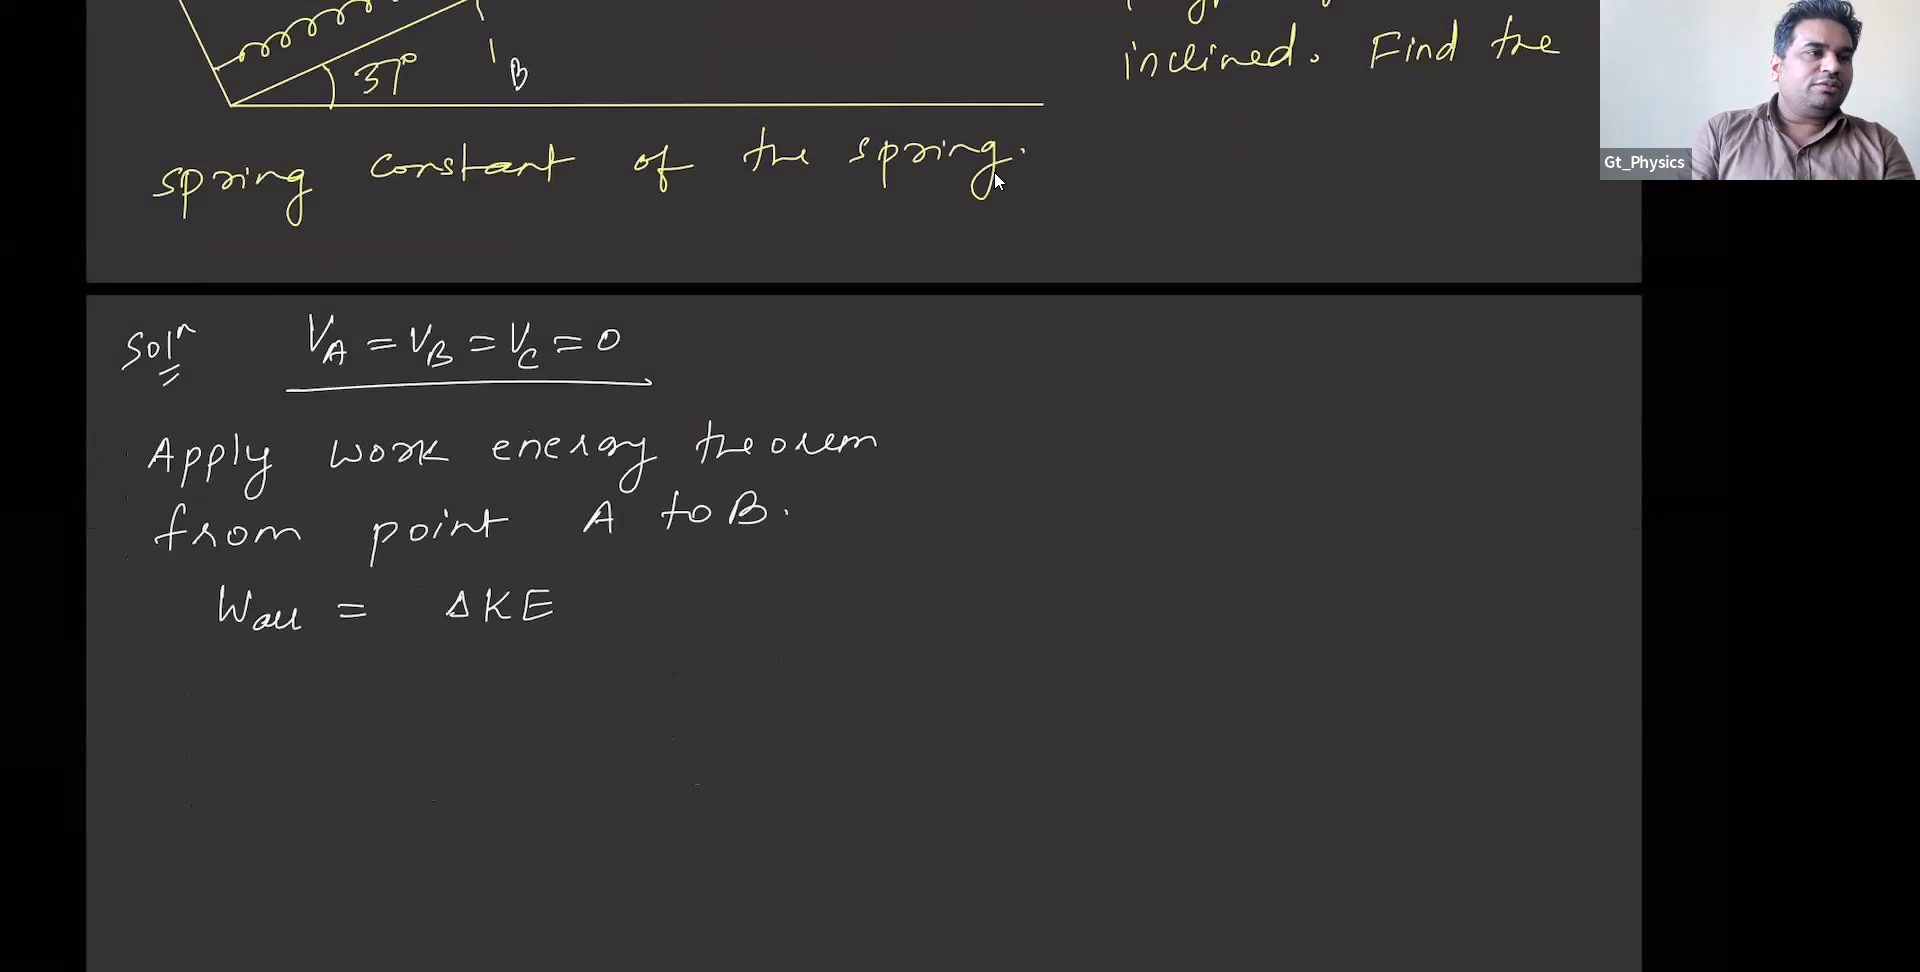 inclined. Find the
37°
B
spring constant of the spring.
Gt_Physics
Solⁿ V_A = V_B = V_C = 0
Apply work energy theorem
from point A to B.
W_all = ΔKE